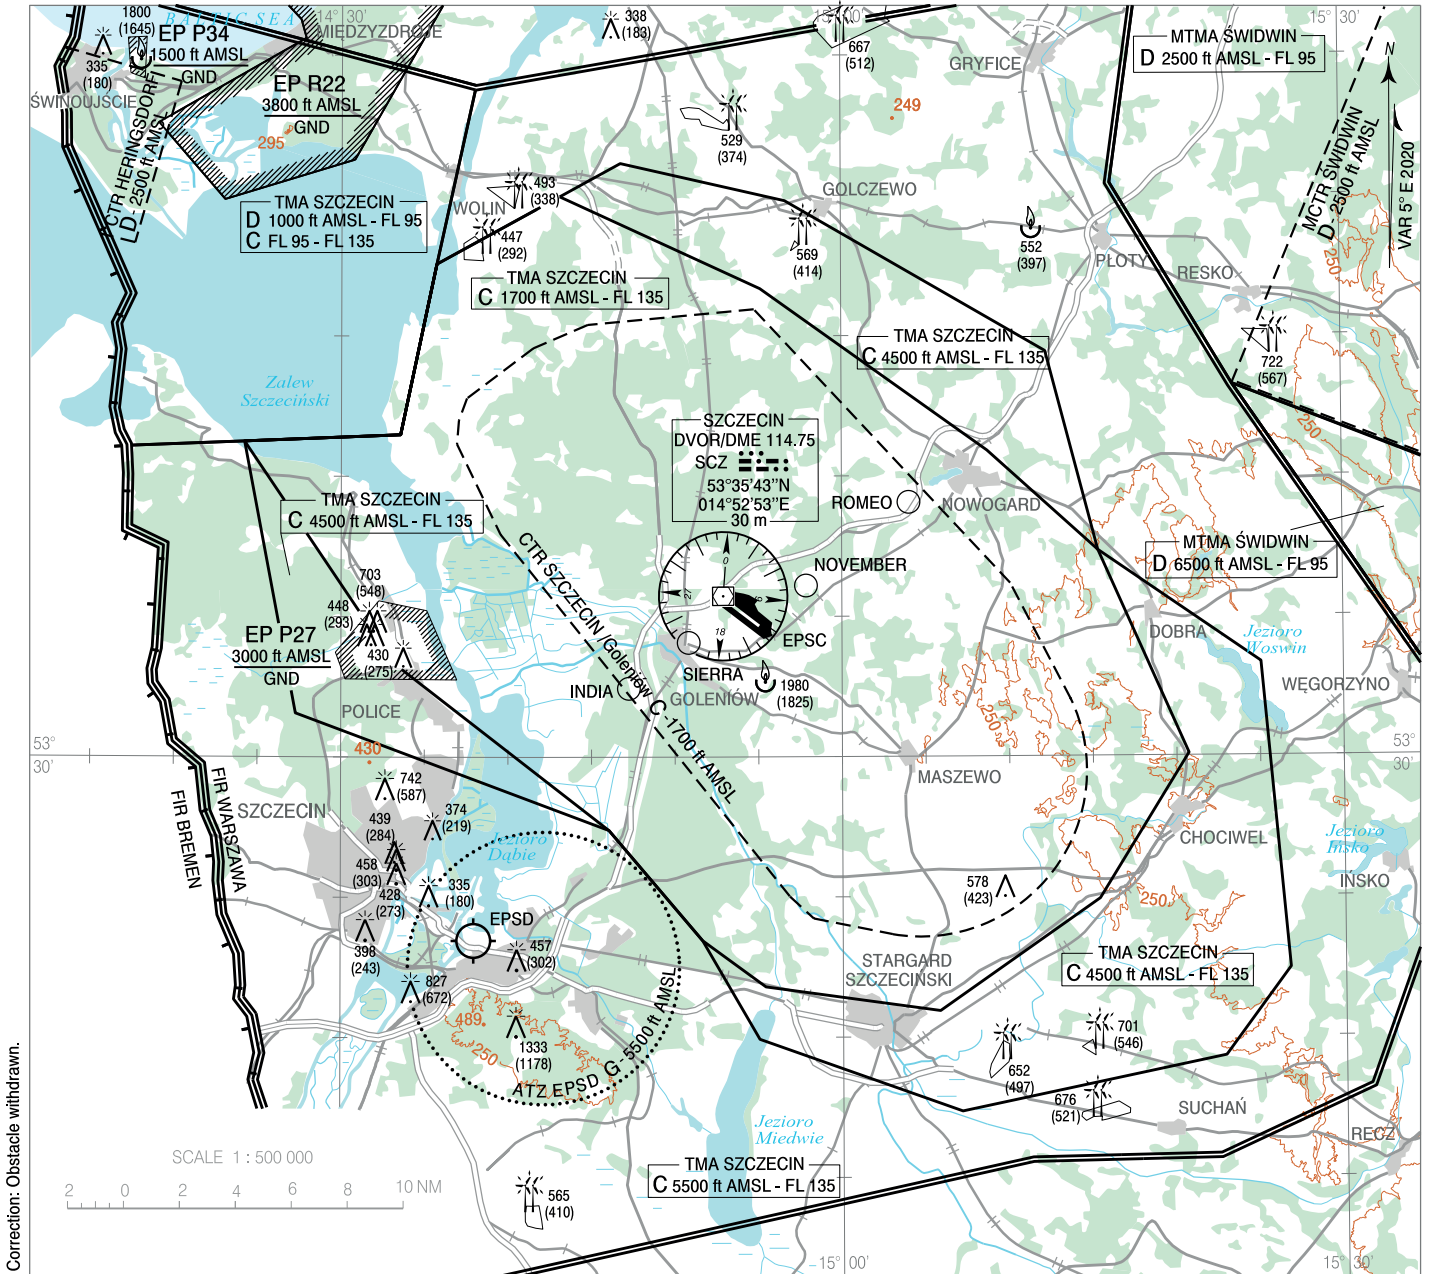 1800
(1645)
BALTIC SEA
14° 30'
MIĘDZYZDROJE
EP P34
1500 ft AMSL
GND
335
(180)
ŚWINOUJŚCIE
EP R22
3800 ft AMSL
GND
295
CTR HERINGSDORF
D - 2500 ft AMSL
338
(183)
15° 00'
667
(512)
GRYFICE
15° 30'
MTMA ŚWIDWIN
D 2500 ft AMSL - FL 95
N
VAR 5° E 2020
MCTR ŚWIDWIN
D - 2500 ft AMSL
249
529
(374)
TMA SZCZECIN
D 1000 ft AMSL - FL 95
C FL 95 - FL 135
WOLIN
493
(338)
447
(292)
GOLCZEWO
569
(414)
552
(397)
PŁOTY
RESKO
250
TMA SZCZECIN
C 1700 ft AMSL - FL 135
TMA SZCZECIN
C 4500 ft AMSL - FL 135
722
(567)
Zalew
Szczeciński
250
SZCZECIN
DVOR/DME 114.75
SCZ
53°35'43''N
014°52'53''E
30 m
ROMEO
NOWOGARD
TMA SZCZECIN
C 4500 ft AMSL - FL 135
MTMA ŚWIDWIN
D 6500 ft AMSL - FL 95
CTR SZCZECIN /Goleniów C -1700 ft AMSL
0
9
18
27
NOVEMBER
EPSC
SIERRA
INDIA
GOLENIÓW
1980
(1825)
703
(548)
448
(293)
430
(275)
EP P27
3000 ft AMSL
GND
POLICE
DOBRA
Jezioro
Woswin
WĘGORZYNO
250
53°
30'
53°
30'
430
FIR WARSZAWA
FIR BREMEN
MASZEWO
742
(587)
SZCZECIN
439
(284)
374
(219)
458
(303)
428
(273)
335
(180)
398
(243)
Jezioro
Dąbie
CHOCIWEL
Jezioro
Ińsko
IŃSKO
578
(423)
250
EPSD
457
(302)
827
(672)
STARGARD
SZCZECIŃSKI
TMA SZCZECIN
C 4500 ft AMSL - FL 135
489
250
1333
(1178)
ATZ EPSD G - 5500 ft AMSL
652
(497)
701
(546)
676
(521)
SUCHAŃ
RECZ
Jezioro
Miedwie
SCALE 1 : 500 000
2 0 2 4 6 8 10 NM
565
(410)
TMA SZCZECIN
C 5500 ft AMSL - FL 135
15° 00'
15° 30'
Correction: Obstacle withdrawn.